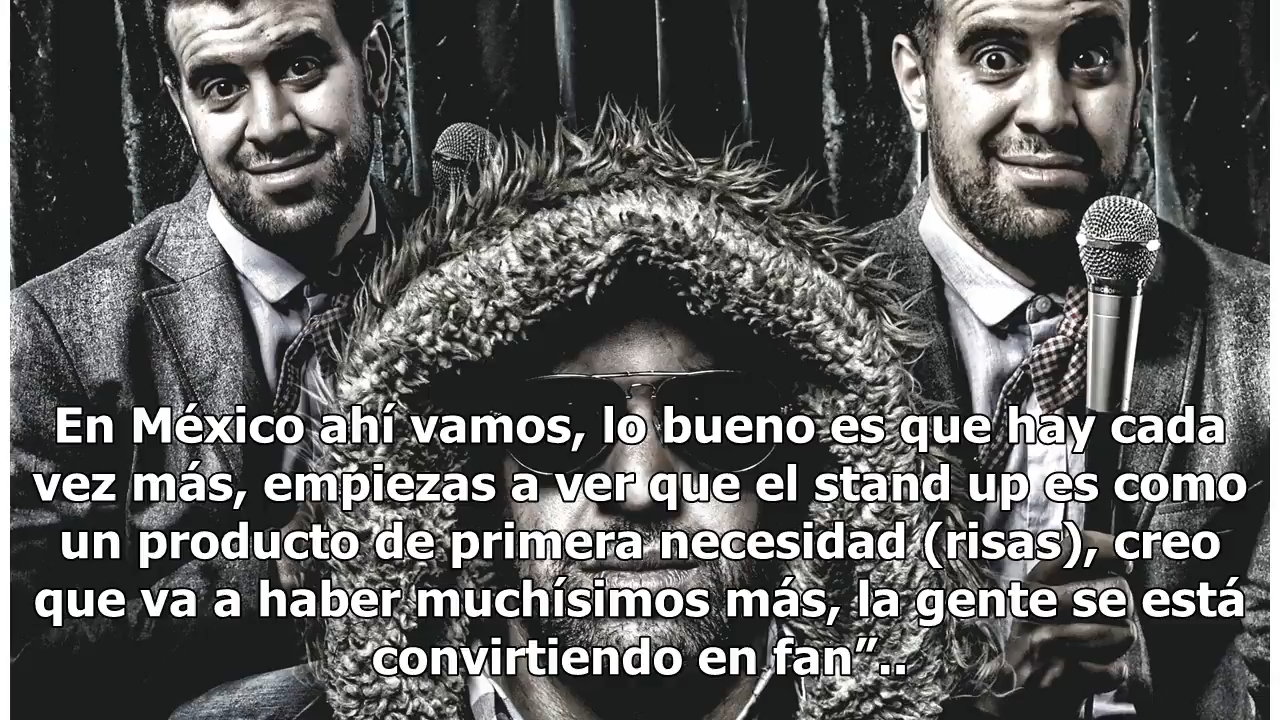 En México ahí vamos, lo bueno es que hay cada
vez más, empiezas a ver que el stand up es como
un producto de primera necesidad (risas), creo
que va a haber muchísimos más, la gente se está
convirtiendo en fan”..